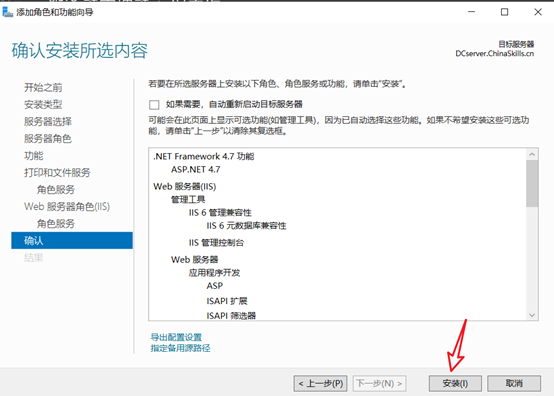 添加角色和功能向导
确认安装所选内容
目标服务器
DCserver.ChinaSkills.cn
开始之前
安装类型
服务器选择
服务器角色
功能
打印和文件服务
角色服务
Web 服务器角色(IIS)
角色服务
确认
结果
若要在所选服务器上安装以下角色、角色服务或功能，请单击“安装”。
如果需要，自动重新启动目标服务器
可能会在此页面上显示可选功能(如管理工具)，因为已自动选择这些功能。如果不希望安装这些可选功
能，请单击“上一步”以清除其复选框。
.NET Framework 4.7 功能
ASP.NET 4.7
Web 服务器(IIS)
管理工具
IIS 6 管理兼容性
IIS 6 元数据库兼容性
IIS 管理控制台
Web 服务器
应用程序开发
ASP
ISAPI 扩展
ISAPI 筛选器
导出配置设置
指定备用源路径
< 上一步(P)
下一步(N) >
安装(I)
取消